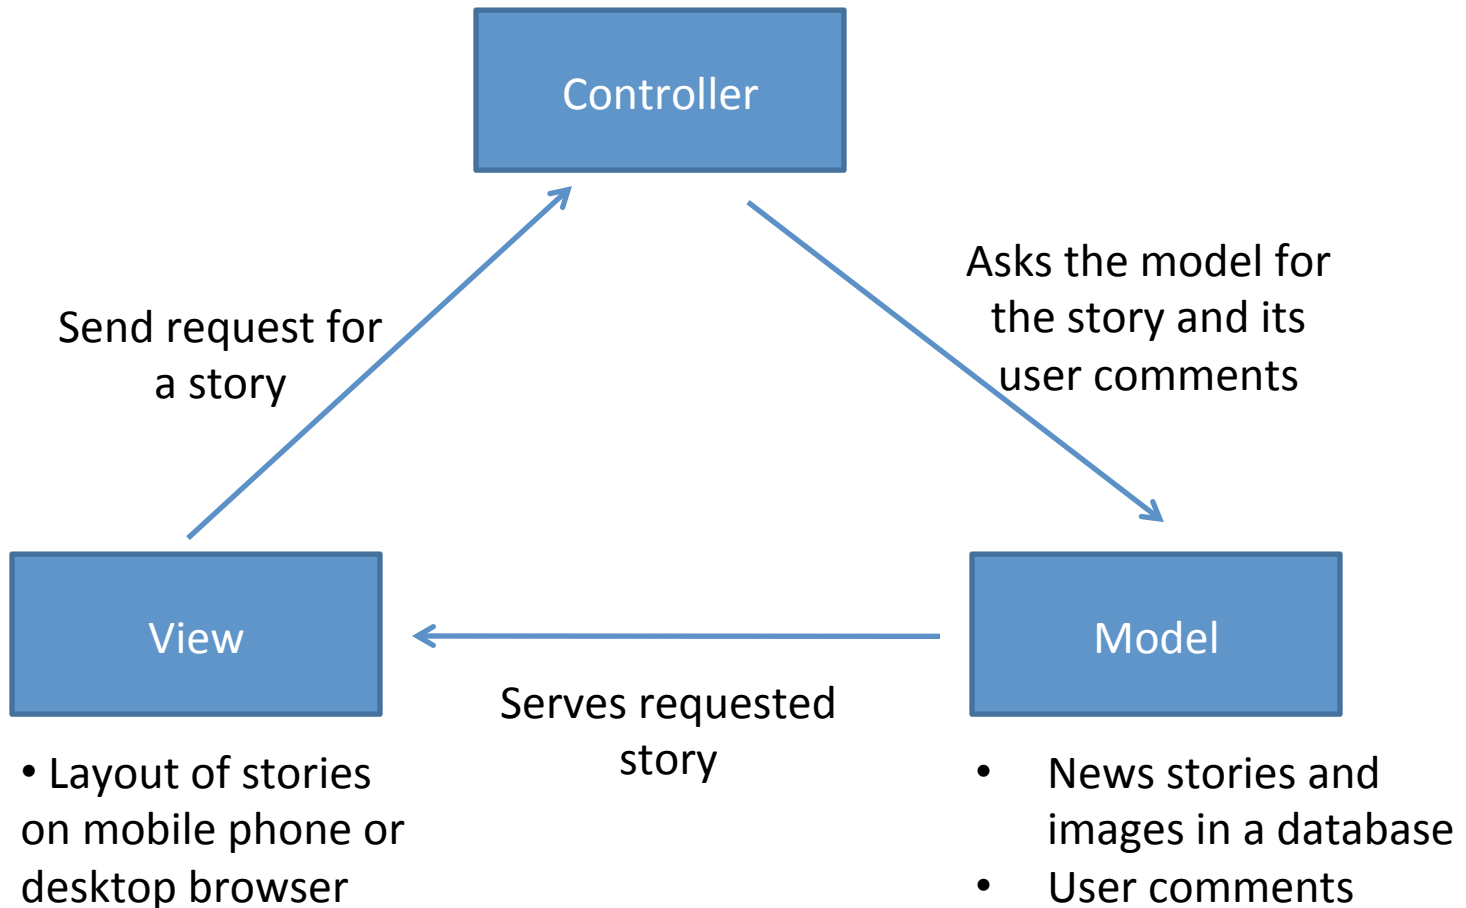 Controller
Asks the model for
the story and its
user comments
Send request for
a story
View
Model
Serves requested
story
• Layout of stories
on mobile phone or
desktop browser
• News stories and
images in a database
• User comments